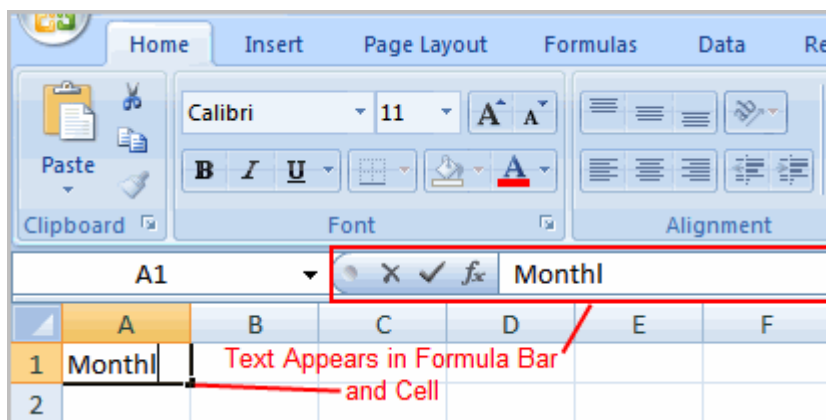 Home Insert Page Layout Formulas Data Re
Calibri 11 A A
Paste
B I U A
Clipboard Font Alignment
A1 fx Monthl
A B C D E F
1 Monthl Text Appears in Formula Bar
and Cell
2